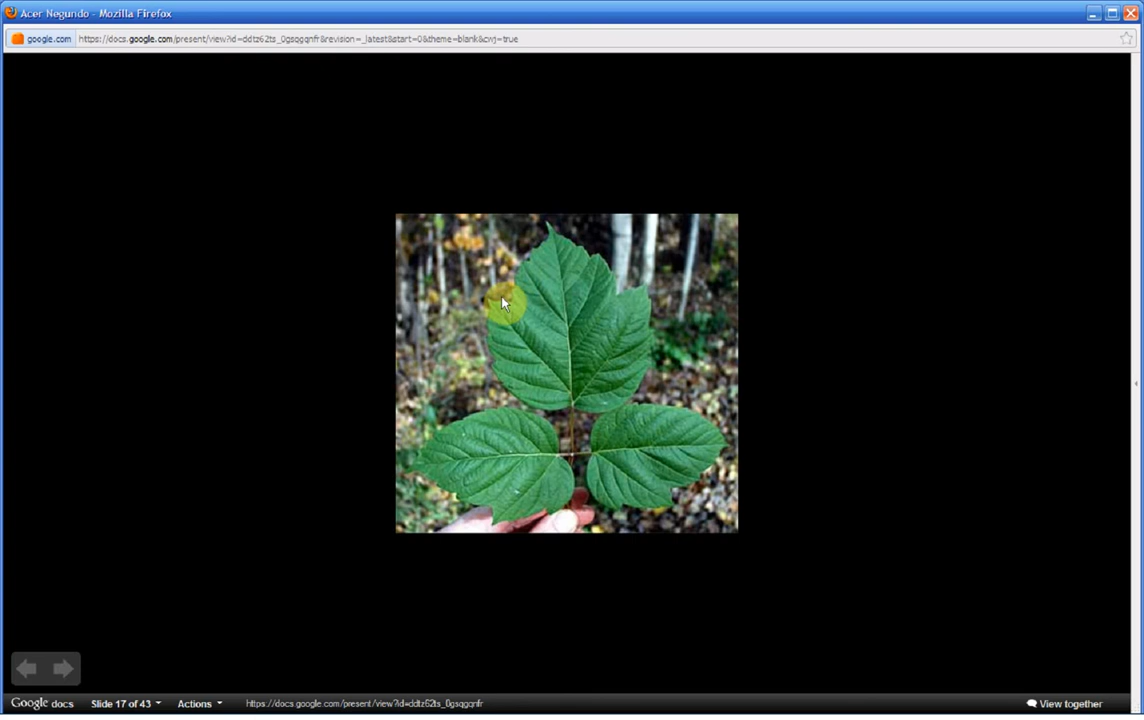 Acer Negundo - Mozilla Firefox
google.com https://docs.google.com/present/view?id=ddtz62ts_0gsqgqnfr&revision=_latest&start=0&theme=blank&cwj=true
Google docs Slide 17 of 43 Actions https://docs.google.com/present/view?id=ddtz62ts_0gsqgqnfr View together